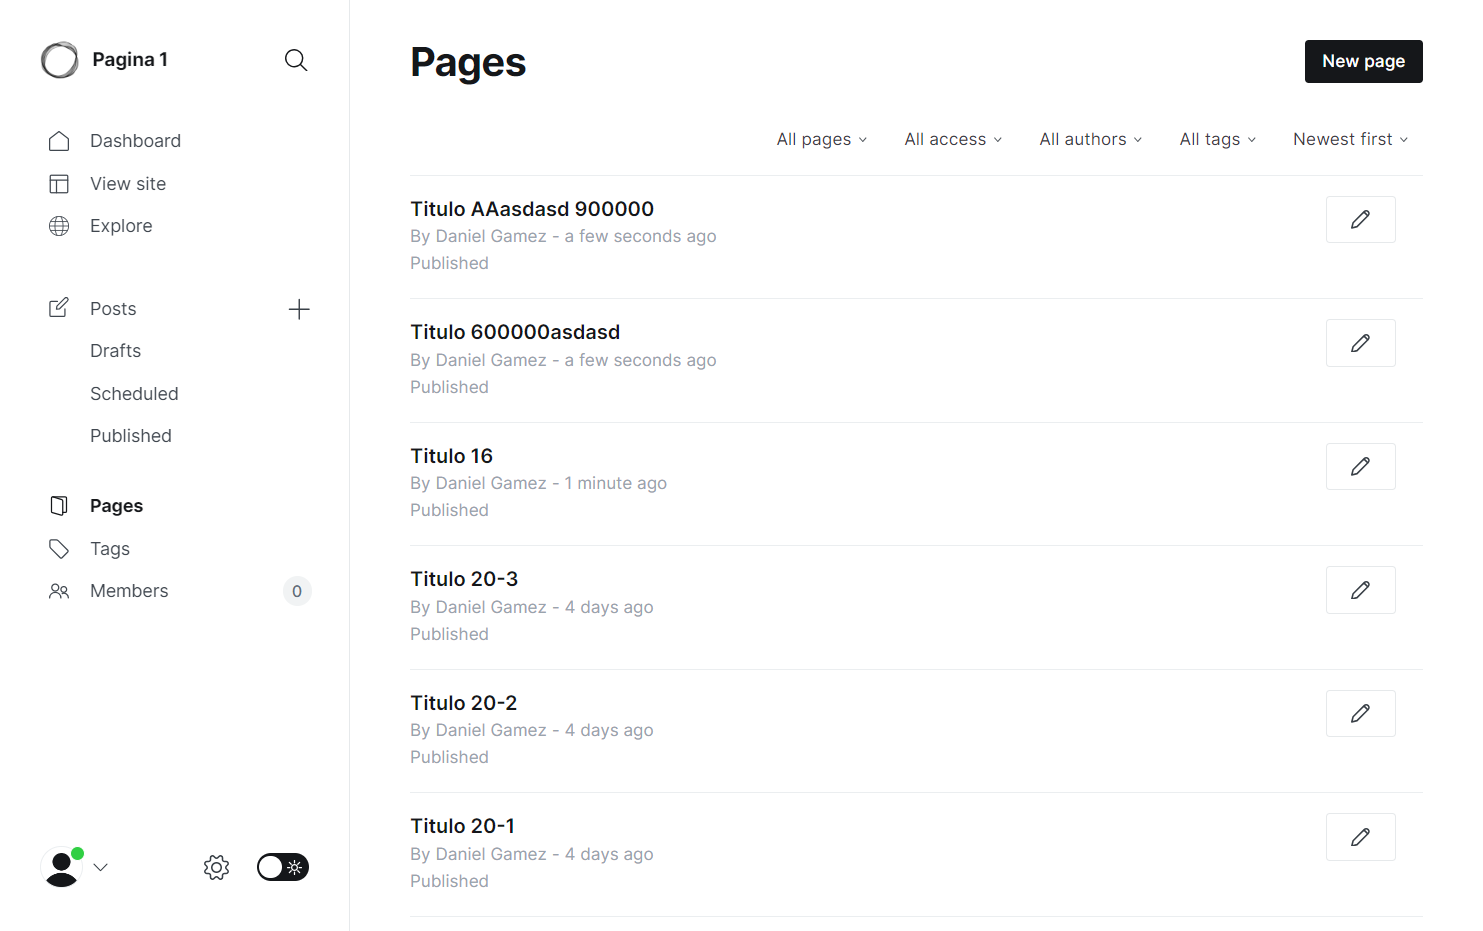 Pagina 1
Dashboard
View site
Explore
Posts
Drafts
Scheduled
Published
Pages
Tags
Members 0
Pages
New page
All pages All access All authors All tags Newest first
Titulo AAasdasd 900000
By Daniel Gamez - a few seconds ago
Published
Titulo 600000asdasd
By Daniel Gamez - a few seconds ago
Published
Titulo 16
By Daniel Gamez - 1 minute ago
Published
Titulo 20-3
By Daniel Gamez - 4 days ago
Published
Titulo 20-2
By Daniel Gamez - 4 days ago
Published
Titulo 20-1
By Daniel Gamez - 4 days ago
Published